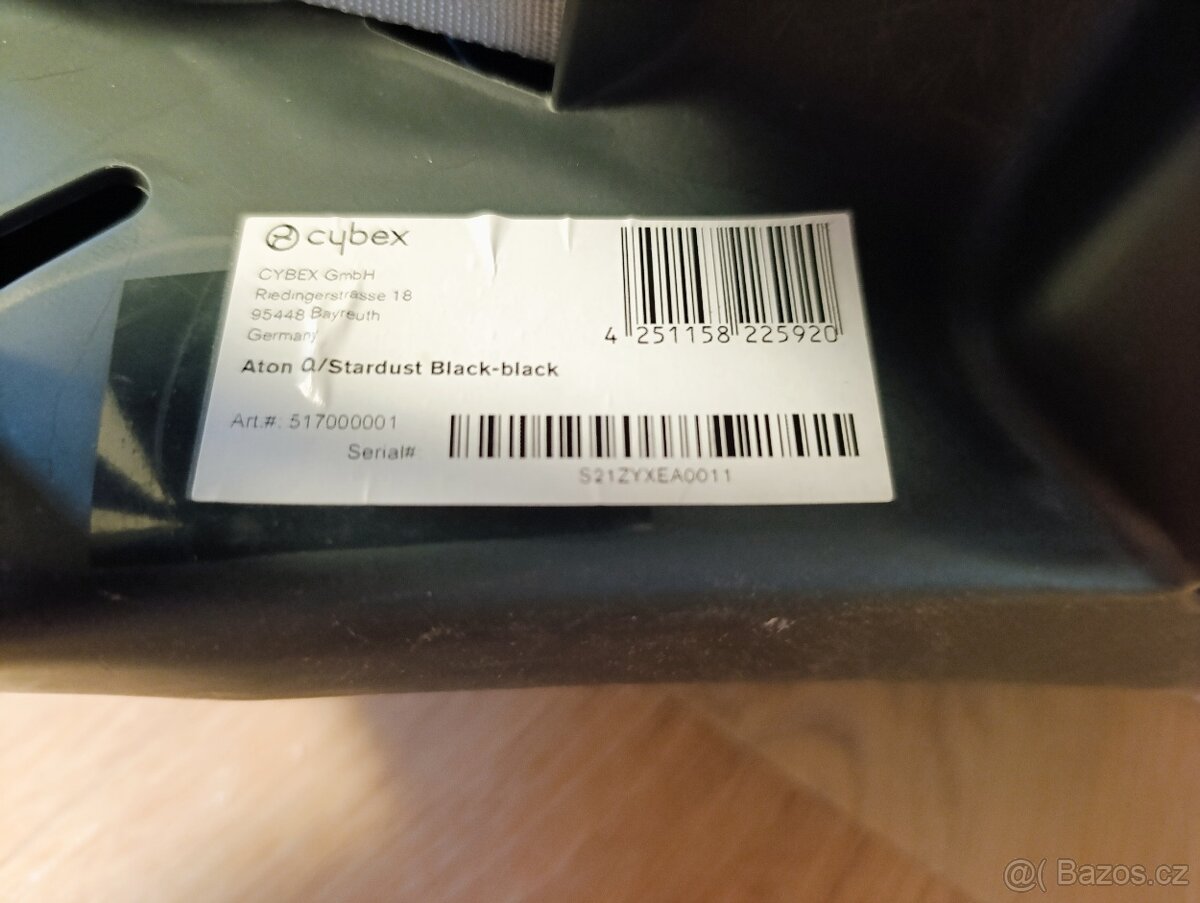 cybex
CYBEX GmbH
Riedingerstrasse 18
95448 Bayreuth
Germany
4 251158 225920
Aton Q/Stardust Black-black
Art.#: 517000001
Serial#
S21ZYXEA0011
@( Bazos.cz